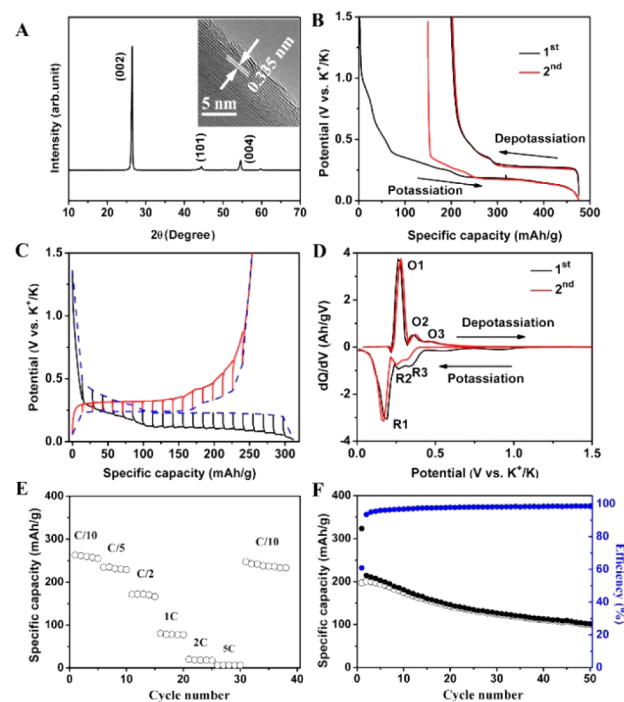 A
Intensity (arb.unit)
(002)
(101)
(004)
0.335 nm
5 nm
10 20 30 40 50 60 70
2θ (Degree)
B
Potential (V vs. K⁺/K)
1.5
1.0
0.5
0.0
1st
2nd
Depotassiation
Potassiation
0 100 200 300 400 500
Specific capacity (mAh/g)
C
Potential (V vs. K⁺/K)
1.5
1.0
0.5
0.0
0 50 100 150 200 250 300
Specific capacity (mAh/g)
D
dQ/dV (Ah/gV)
4
2
0
-2
-4
O1
O2
O3
R1
R2
R3
1st
2nd
Depotassiation
Potassiation
0.0 0.5 1.0 1.5
Potential (V vs. K⁺/K)
E
Specific capacity (mAh/g)
400
300
200
100
0
C/10
C/5
C/2
1C
2C
5C
C/10
0 10 20 30 40
Cycle number
F
Specific capacity (mAh/g)
400
300
200
100
0
100
80
60
40
20
0
Efficiency (%)
0 10 20 30 40 50
Cycle number